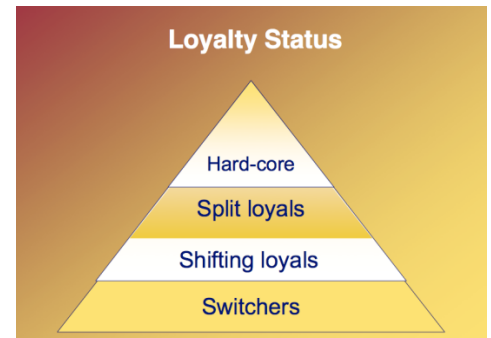 Loyalty Status
Hard-core
Split loyals
Shifting loyals
Switchers